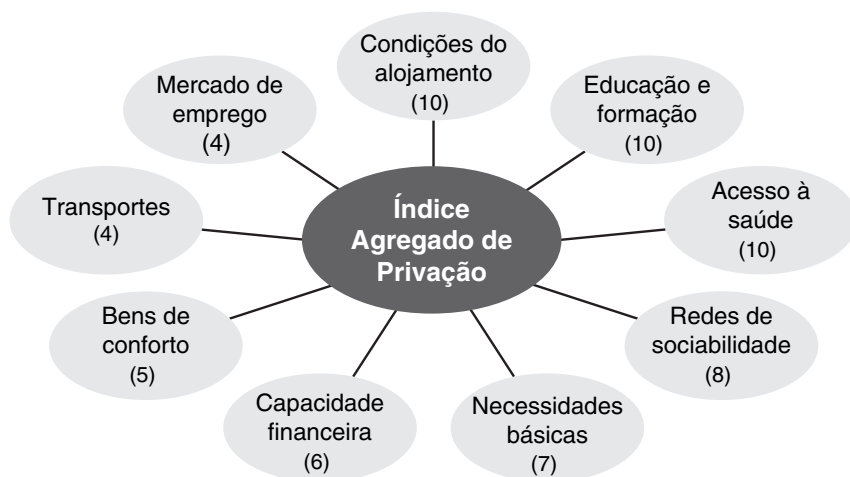 Condições do
alojamento
(10)
Educação e
formação
(10)
Acesso à
saúde
(10)
Redes de
sociabilidade
(8)
Necessidades
básicas
(7)
Capacidade
financeira
(6)
Bens de
conforto
(5)
Transportes
(4)
Mercado de
emprego
(4)
Índice
Agregado de
Privação